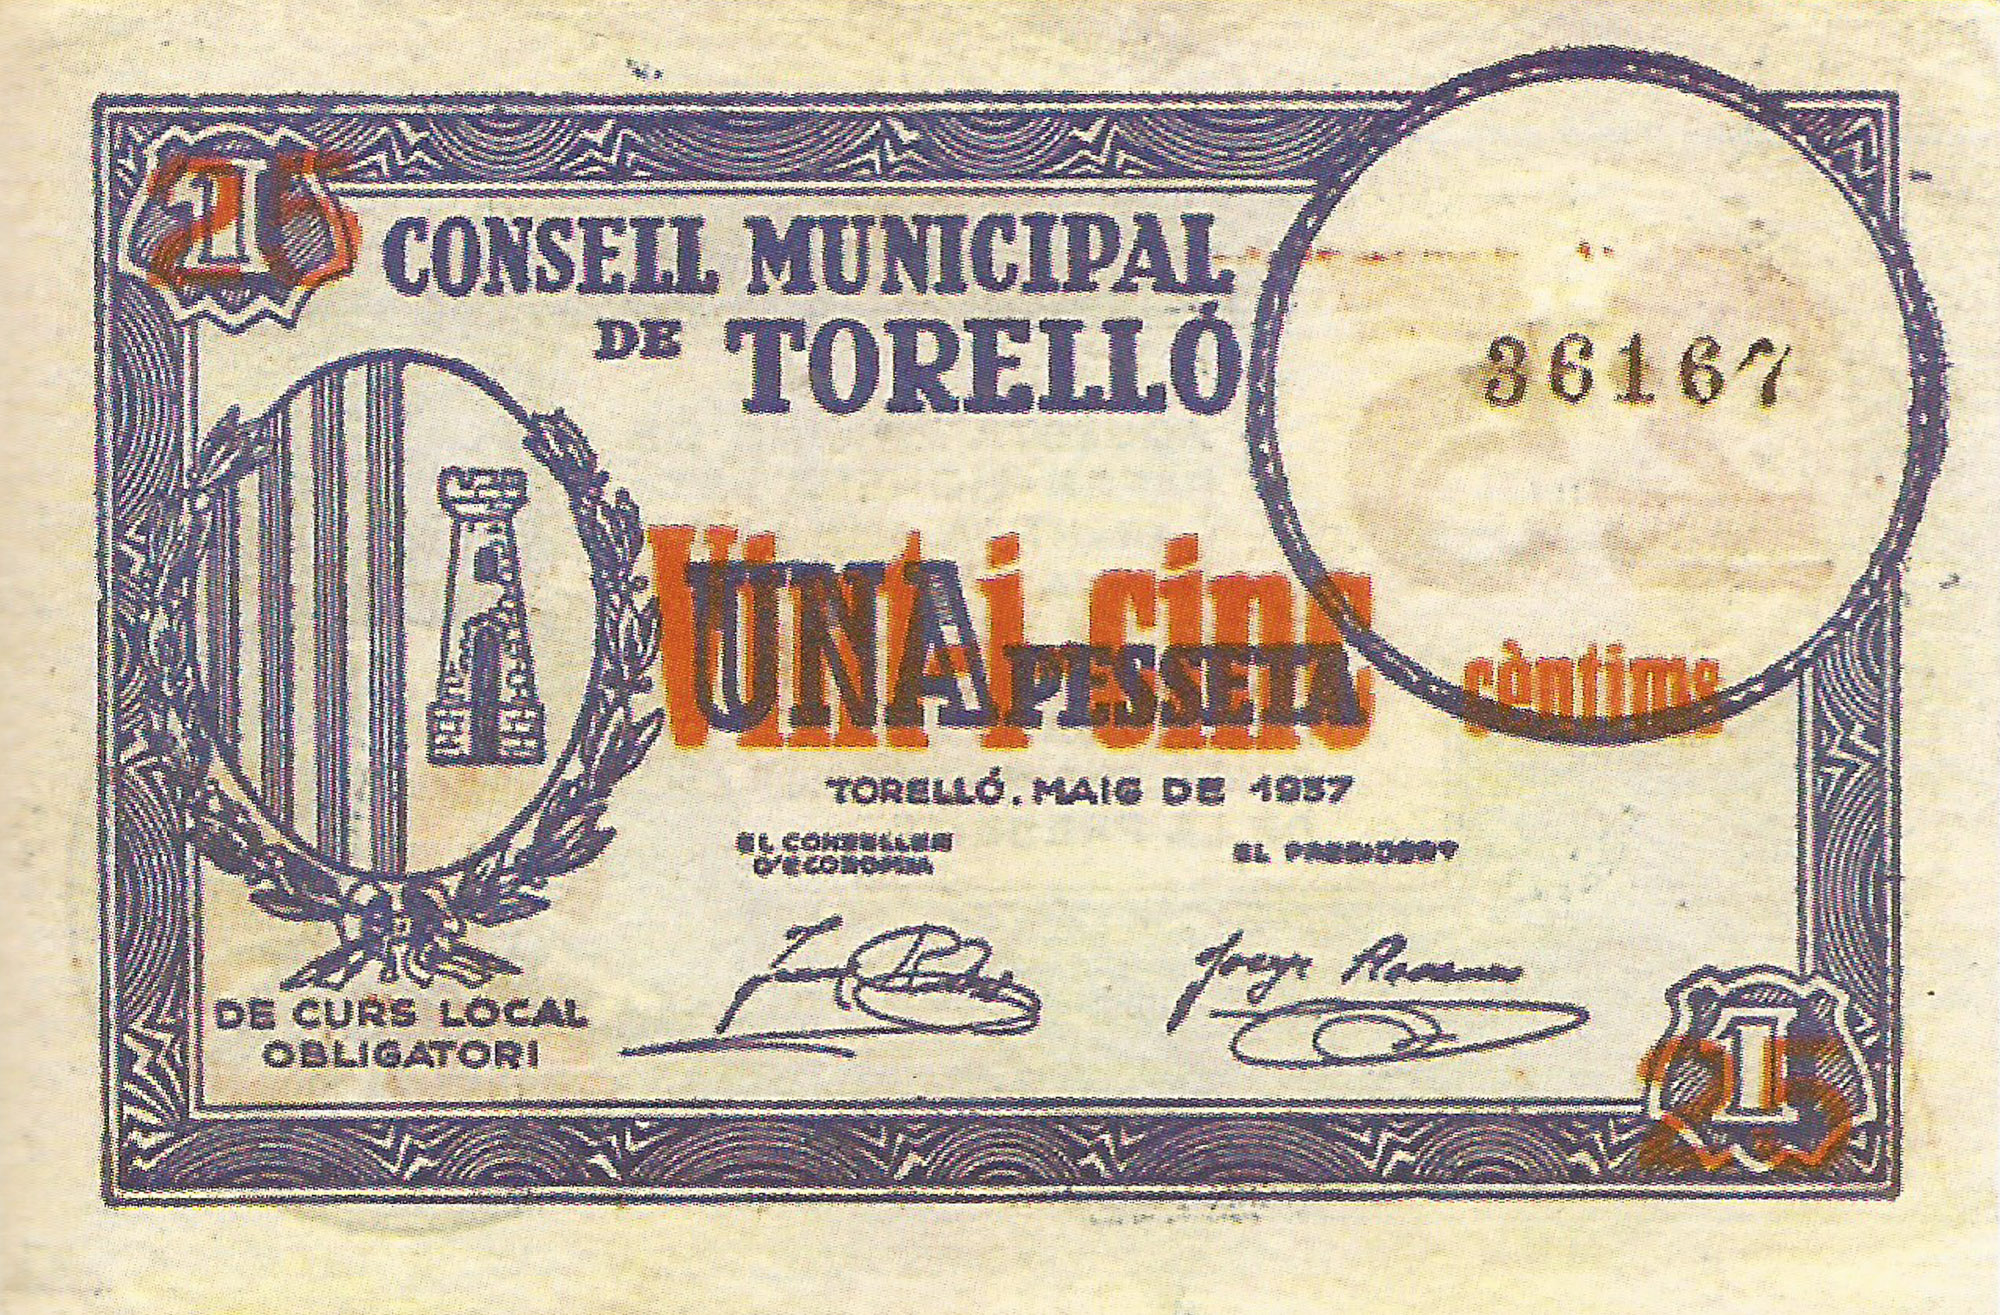 1
25
CONSELL MUNICIPAL
DE TORELLÓ
36167
UNA PESSETA
Vint i cinc cèntims
TORELLÓ, MAIG DE 1937
EL CONSELLER
D'ECONOMIA
EL PRESIDENT
DE CURS LOCAL
OBLIGATORI
1
25